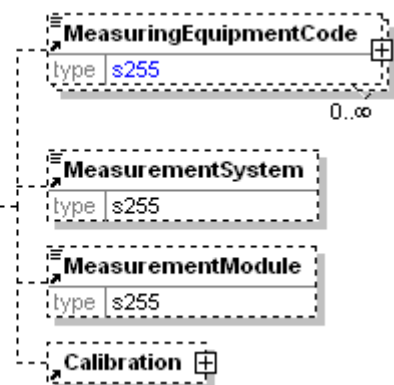 MeasuringEquipmentCode
type s255
0..∞
MeasurementSystem
type s255
MeasurementModule
type s255
Calibration